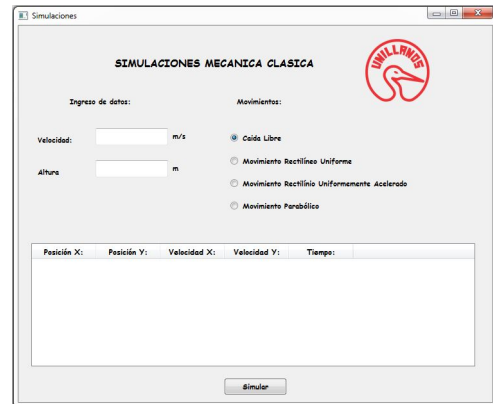 Simulaciones
SIMULACIONES MECANICA CLASICA
UNILLANOS
Ingreso de datos: Movimientos:
Velocidad: m/s Caida Libre
Movimiento Rectilíneo Uniforme
Altura m
Movimiento Rectilínio Uniformemente Acelerado
Movimiento Parabólico
Posición X: Posición Y: Velocidad X: Velocidad Y: Tiempo:
Simular